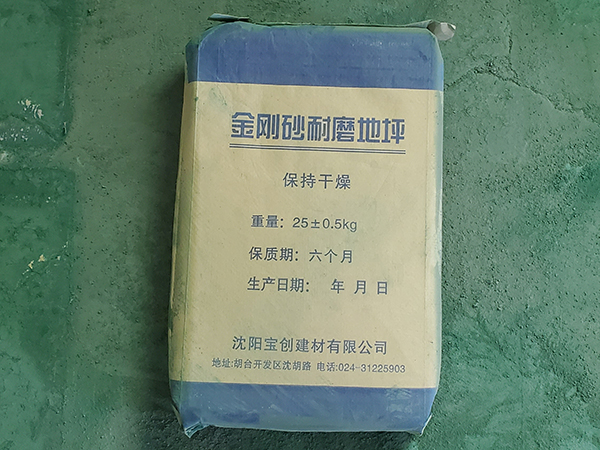 金刚砂耐磨地坪
保持干燥
重量：25±0.5kg
保质期：六个月
生产日期： 年 月 日
沈阳宝创建材有限公司
地址:胡台开发区沈胡路 电话:024-31225903